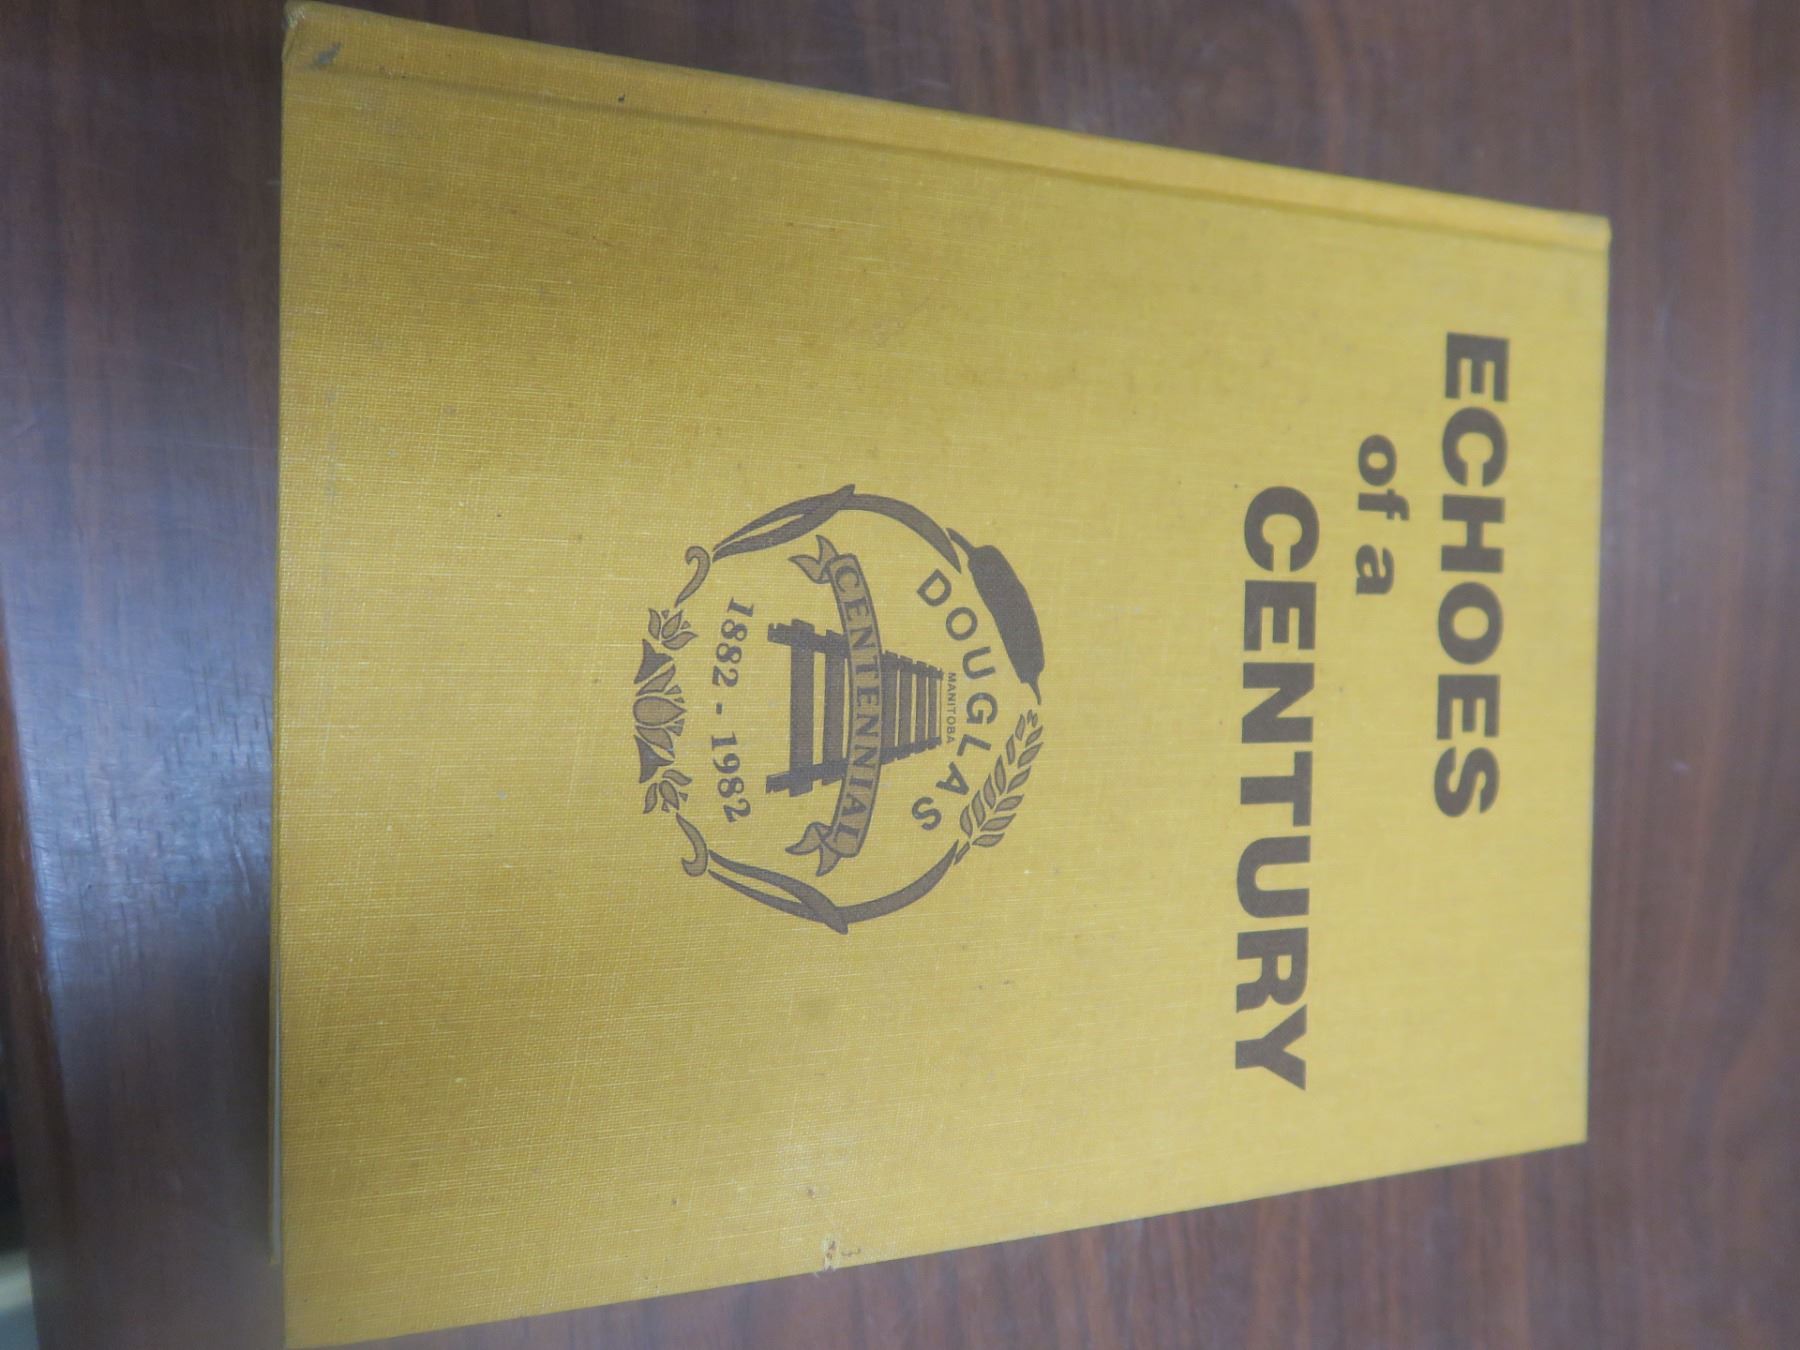 ECHOES
of a
CENTURY
DOUGLAS
MANITOBA
CENTENNIAL
1882 - 1982